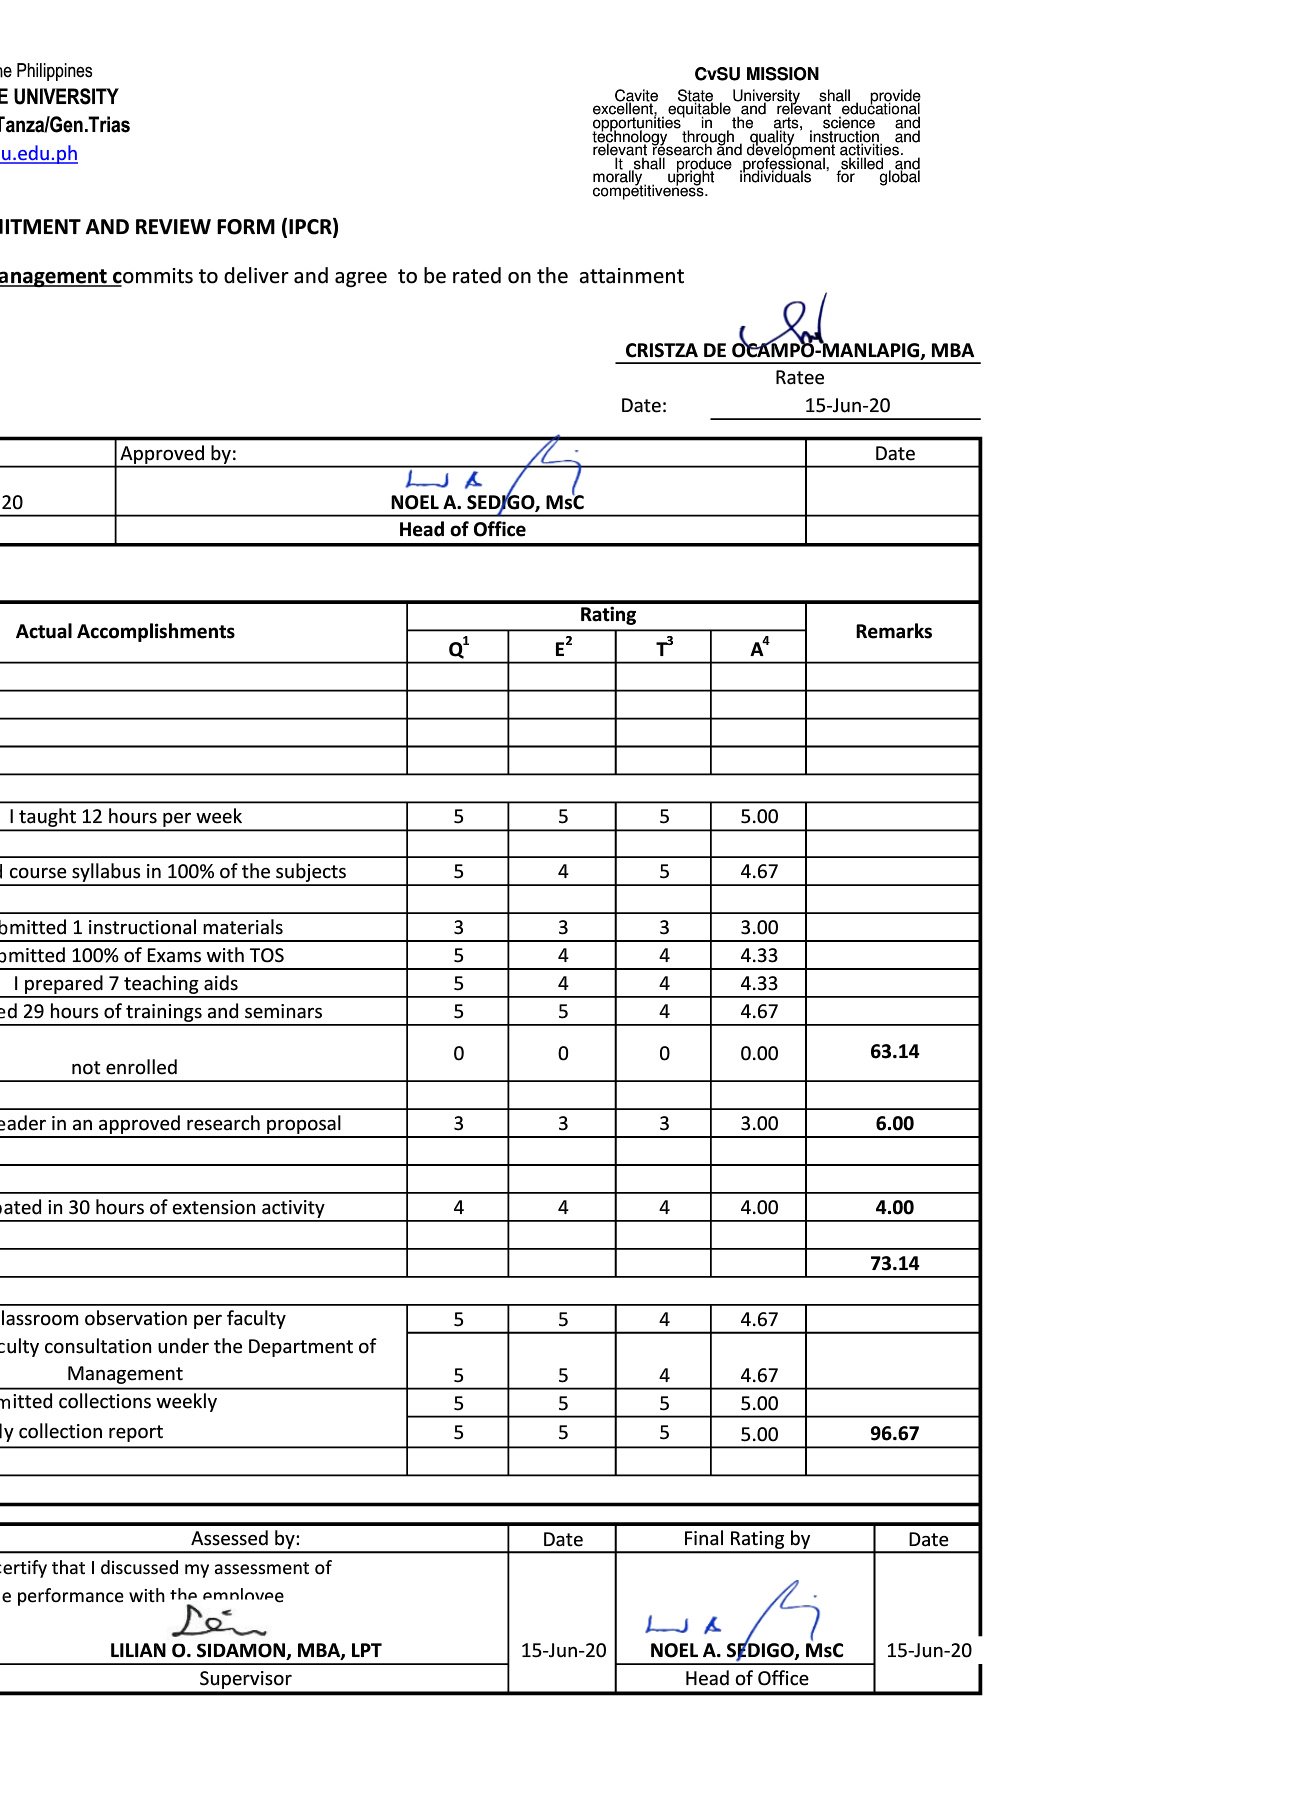 ne Philippines
E UNIVERSITY
Tanza/Gen.Trias
u.edu.ph
CvSU MISSION
Cavite State University shall provide
excellent, equitable and relevant educational
opportunities in the arts, science and
technology through quality instruction and
relevant research and development activities.
It shall produce professional, skilled and
morally upright individuals for global
competitiveness.
MITMENT AND REVIEW FORM (IPCR)
anagement commits to deliver and agree to be rated on the attainment
CRISTZA DE OCAMPO-MANLAPIG, MBA
Ratee
Date: 15-Jun-20
Approved by: Date
20 NOEL A. SEDIGO, MsC
Head of Office
Actual Accomplishments Rating Remarks
Q1 E2 T3 A4
I taught 12 hours per week 5 5 5 5.00
d course syllabus in 100% of the subjects 5 4 5 4.67
bmitted 1 instructional materials 3 3 3 3.00
bmitted 100% of Exams with TOS 5 4 4 4.33
I prepared 7 teaching aids 5 4 4 4.33
ed 29 hours of trainings and seminars 5 5 4 4.67
not enrolled 0 0 0 0.00 63.14
eader in an approved research proposal 3 3 3 3.00 6.00
pated in 30 hours of extension activity 4 4 4 4.00 4.00
73.14
lassroom observation per faculty 5 5 4 4.67
culty consultation under the Department of
Management 5 5 4 4.67
mitted collections weekly 5 5 5 5.00
ly collection report 5 5 5 5.00 96.67
Assessed by: Date Final Rating by Date
certify that I discussed my assessment of
e performance with the employee
LILIAN O. SIDAMON, MBA, LPT 15-Jun-20 NOEL A. SEDIGO, MsC 15-Jun-20
Supervisor Head of Office